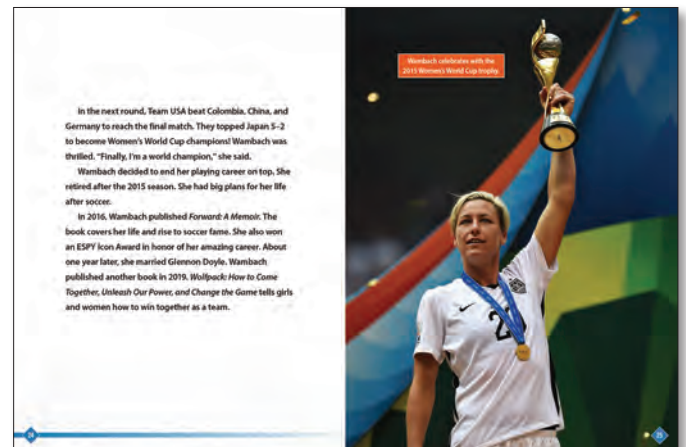 In the next round, Team USA beat Colombia, China, and
Germany to reach the final match. They topped Japan 5–2
to become Women's World Cup champions! Wambach was
thrilled. "Finally, I'm a world champion," she said.
Wambach decided to end her playing career on top. She
retired after the 2015 season. She had big plans for her life
after soccer.
In 2016, Wambach published Forward: A Memoir. The
book covers her life and rise to soccer fame. She also won
an ESPY Icon Award in honor of her amazing career. About
one year later, she married Glennon Doyle. Wambach
published another book in 2019. Wolfpack: How to Come
Together, Unleash Our Power, and Change the Game tells girls
and women how to win together as a team.
24
Wambach celebrates with the
2015 Women's World Cup trophy.
25